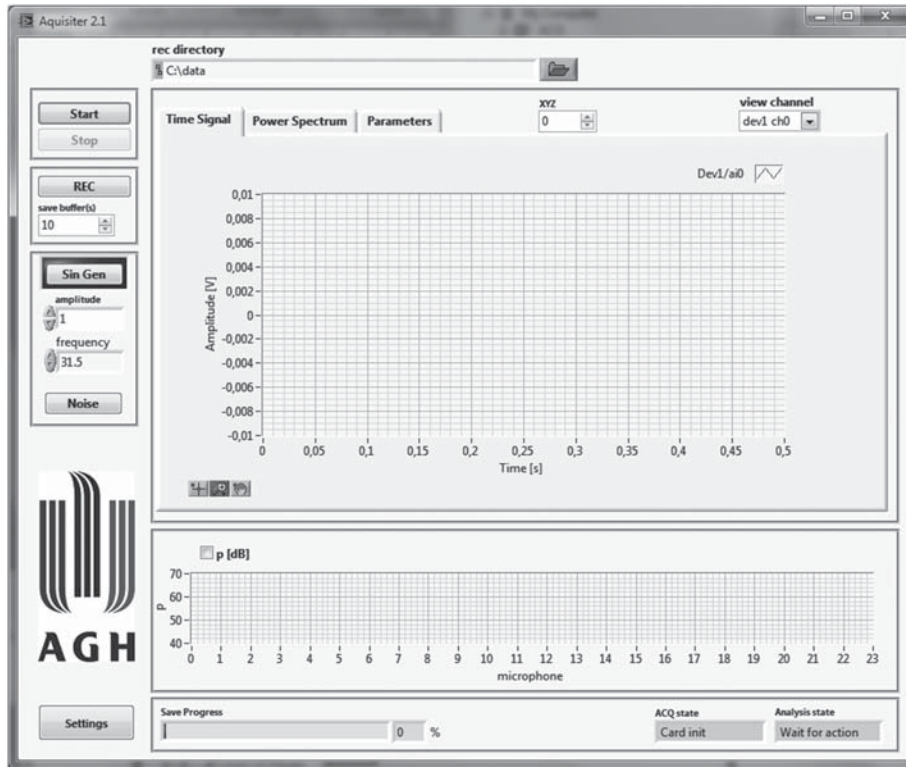 Aquisiter 2.1
rec directory
C:\data
Start
Stop
REC
save buffer(s)
10
Sin Gen
amplitude
1
frequency
31.5
Noise
AGH
Settings
Time Signal Power Spectrum Parameters
XYZ
0
view channel
dev1 ch0
Dev1/ai0
Amplitude [V]
0,01
0,008
0,006
0,004
0,002
0
-0,002
-0,004
-0,006
-0,008
-0,01
0 0,05 0,1 0,15 0,2 0,25 0,3 0,35 0,4 0,45 0,5
Time [s]
p [dB]
p
70
60
50
40
0 1 2 3 4 5 6 7 8 9 10 11 12 13 14 15 16 17 18 19 20 21 22 23
microphone
Save Progress
0 %
ACQ state
Card init
Analysis state
Wait for action